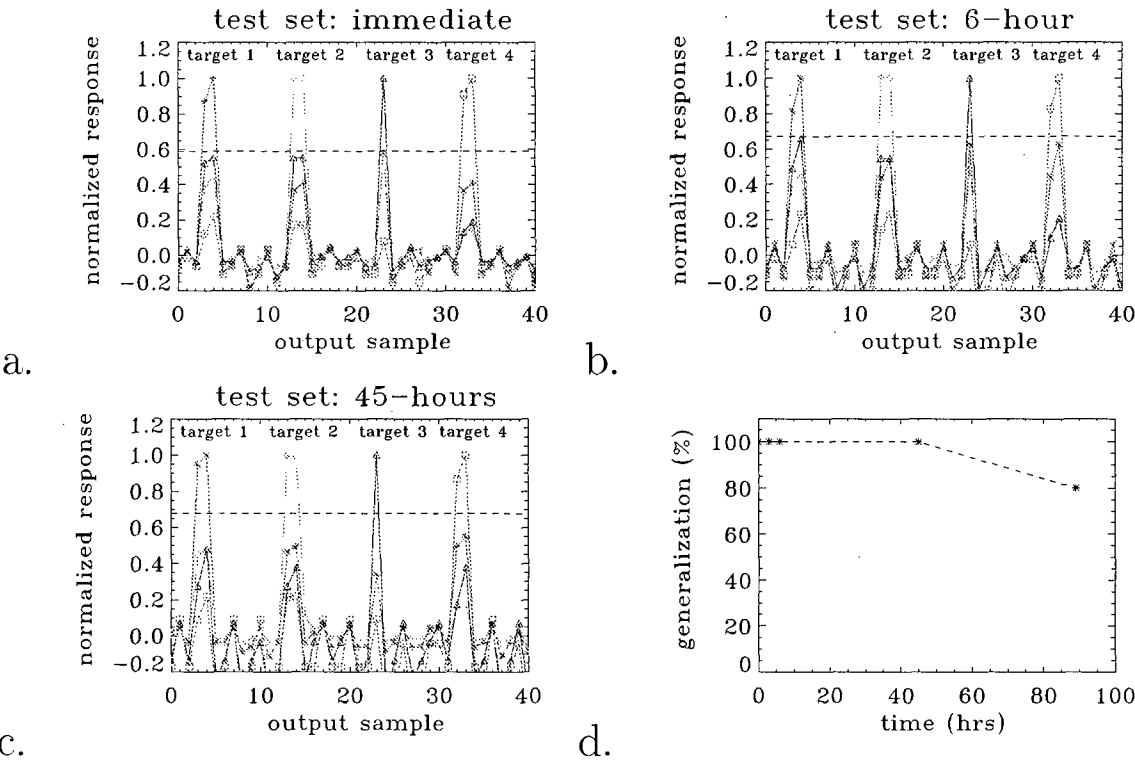 test set: immediate
normalized response
1.2
1.0
0.8
0.6
0.4
0.2
0.0
−0.2
target 1 target 2 target 3 target 4
0 10 20 30 40
output sample
a.
test set: 6−hour
normalized response
1.2
1.0
0.8
0.6
0.4
0.2
0.0
−0.2
target 1 target 2 target 3 target 4
0 10 20 30 40
output sample
b.
test set: 45−hours
normalized response
1.2
1.0
0.8
0.6
0.4
0.2
0.0
−0.2
target 1 target 2 target 3 target 4
0 10 20 30 40
output sample
c.
generalization (%)
100
80
60
40
20
0
0 20 40 60 80 100
time (hrs)
d.